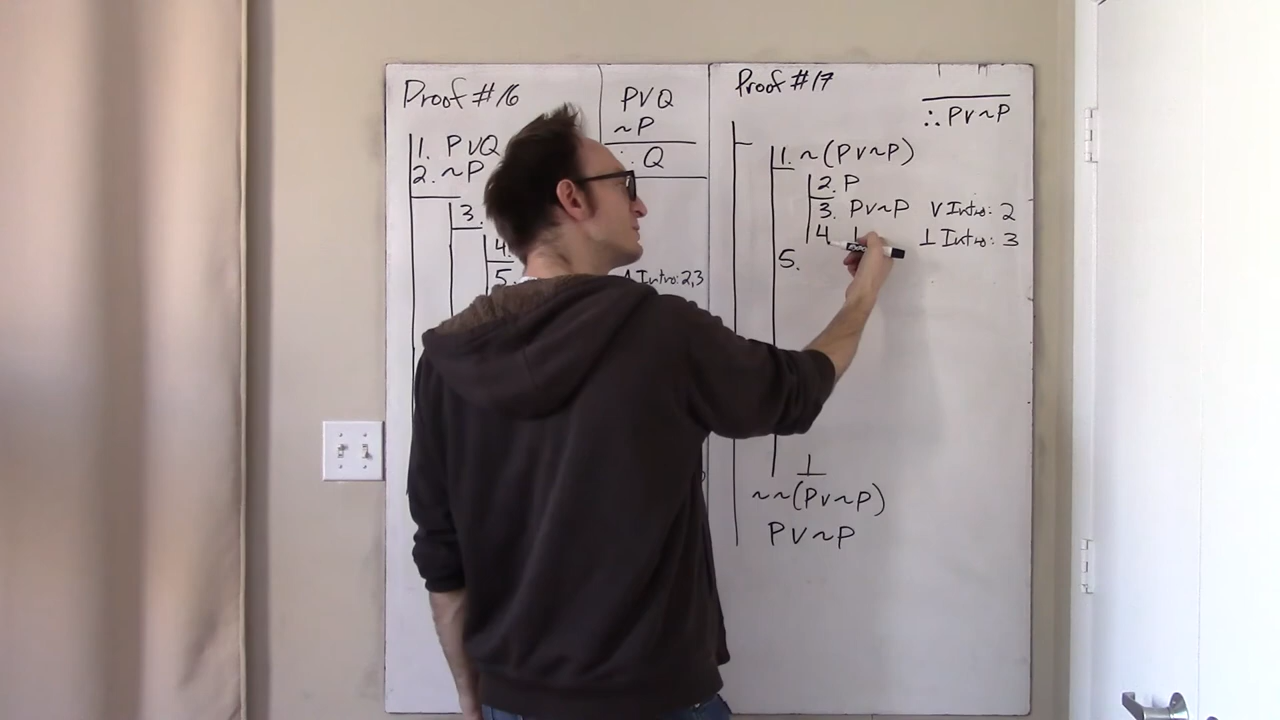 Proof #16
P∨Q
~P
∴ Q
1. P∨Q
2. ~P
3.
4.
5. ∧ Intro: 2,3
Proof #17
∴ P∨~P
1. ~(P∨~P)
2. P
3. P∨~P ∨ Intro: 2
4. ⊥ ⊥ Intro: 3
5.
⊥
~~(P∨~P)
P∨~P